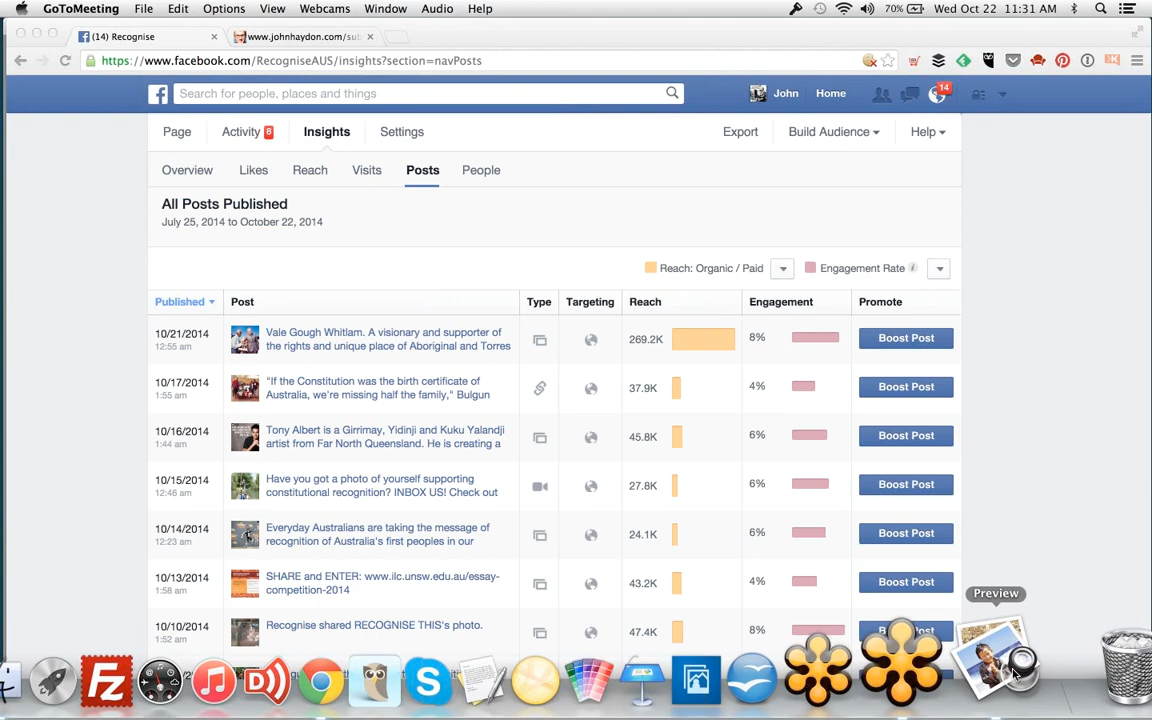 GoToMeeting File Edit Options View Webcams Window Audio Help 70% Wed Oct 22 11:31 AM
(14) Recognise www.johnhaydon.com/sub
https://www.facebook.com/RecogniseAUS/insights?section=navPosts
Search for people, places and things John Home 14
Page Activity 8 Insights Settings Export Build Audience Help
Overview Likes Reach Visits Posts People
All Posts Published
July 25, 2014 to October 22, 2014
Reach: Organic / Paid Engagement Rate i
Published Post Type Targeting Reach Engagement Promote
10/21/2014 Vale Gough Whitlam. A visionary and supporter of 269.2K 8% Boost Post
12:55 am the rights and unique place of Aboriginal and Torres
10/17/2014 "If the Constitution was the birth certificate of 37.9K 4% Boost Post
1:55 am Australia, we're missing half the family," Bulgun
10/16/2014 Tony Albert is a Girrimay, Yidinji and Kuku Yalandji 45.8K 6% Boost Post
1:44 am artist from Far North Queensland. He is creating a
10/15/2014 Have you got a photo of yourself supporting 27.8K 6% Boost Post
12:46 am constitutional recognition? INBOX US! Check out
10/14/2014 Everyday Australians are taking the message of 24.1K 6% Boost Post
12:23 am recognition of Australia's first peoples in our
10/13/2014 SHARE and ENTER: www.ilc.unsw.edu.au/essay- 43.2K 4% Boost Post
1:58 am competition-2014
Preview
10/10/2014 Recognise shared RECOGNISE THIS's photo. 47.4K 8% Post
1:52 am
Fz